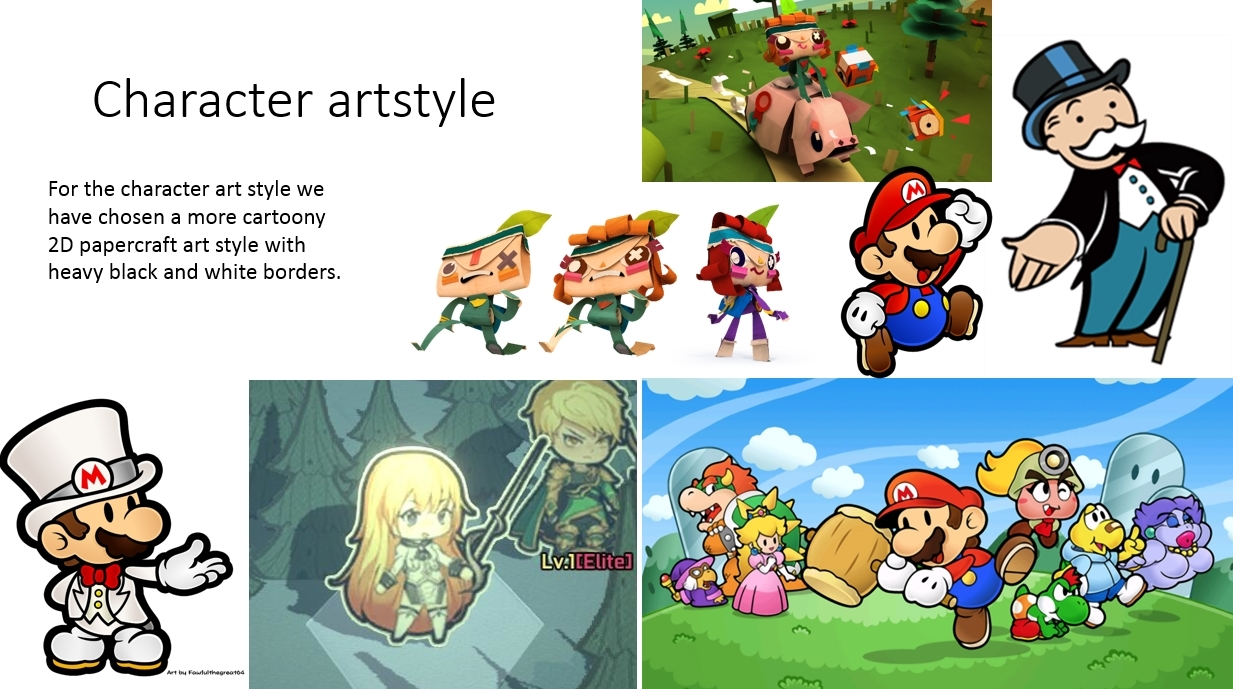 Character artstyle
For the character art style we
have chosen a more cartoony
2D papercraft art style with
heavy black and white borders.
M
M
Lv.1[Elite]
M
Art by Fawfulthegreat64